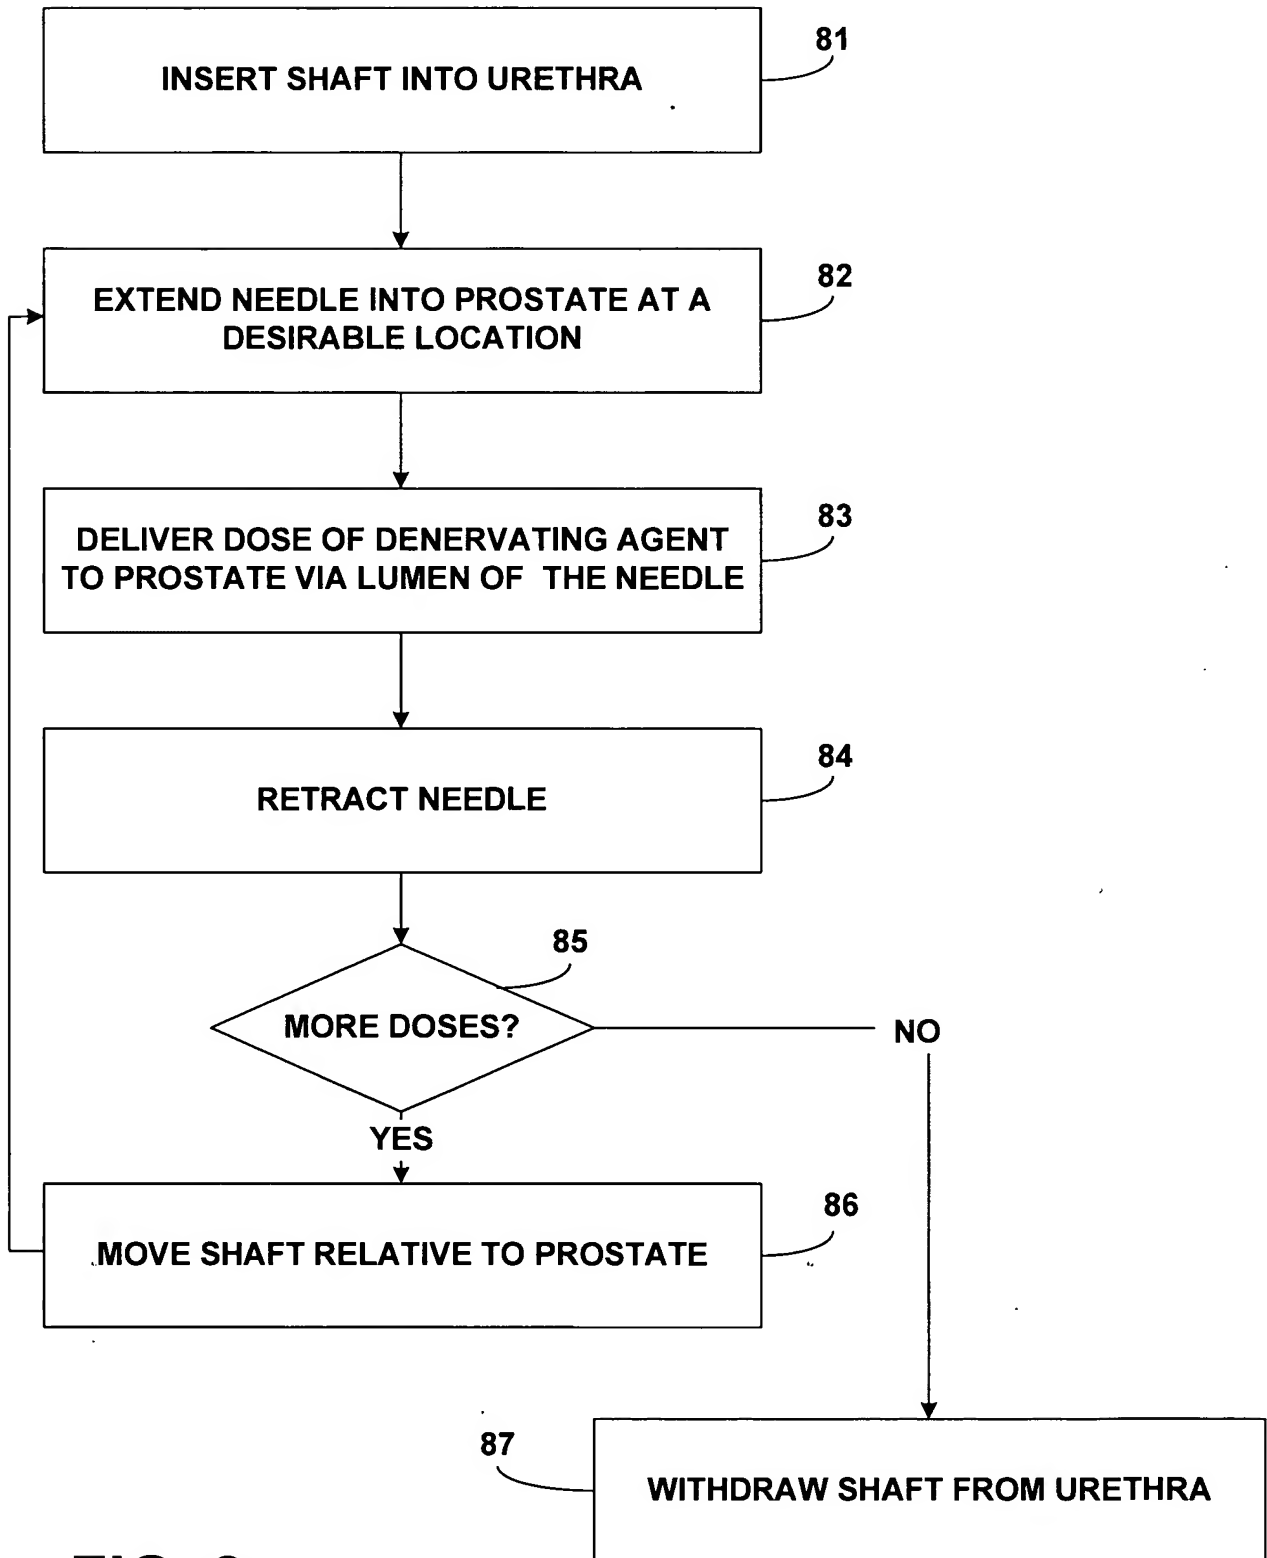 81
INSERT SHAFT INTO URETHRA
82
EXTEND NEEDLE INTO PROSTATE AT A
DESIRABLE LOCATION
83
DELIVER DOSE OF DENERVATING AGENT
TO PROSTATE VIA LUMEN OF THE NEEDLE
84
RETRACT NEEDLE
85
MORE DOSES?
NO
YES
86
MOVE SHAFT RELATIVE TO PROSTATE
87
WITHDRAW SHAFT FROM URETHRA